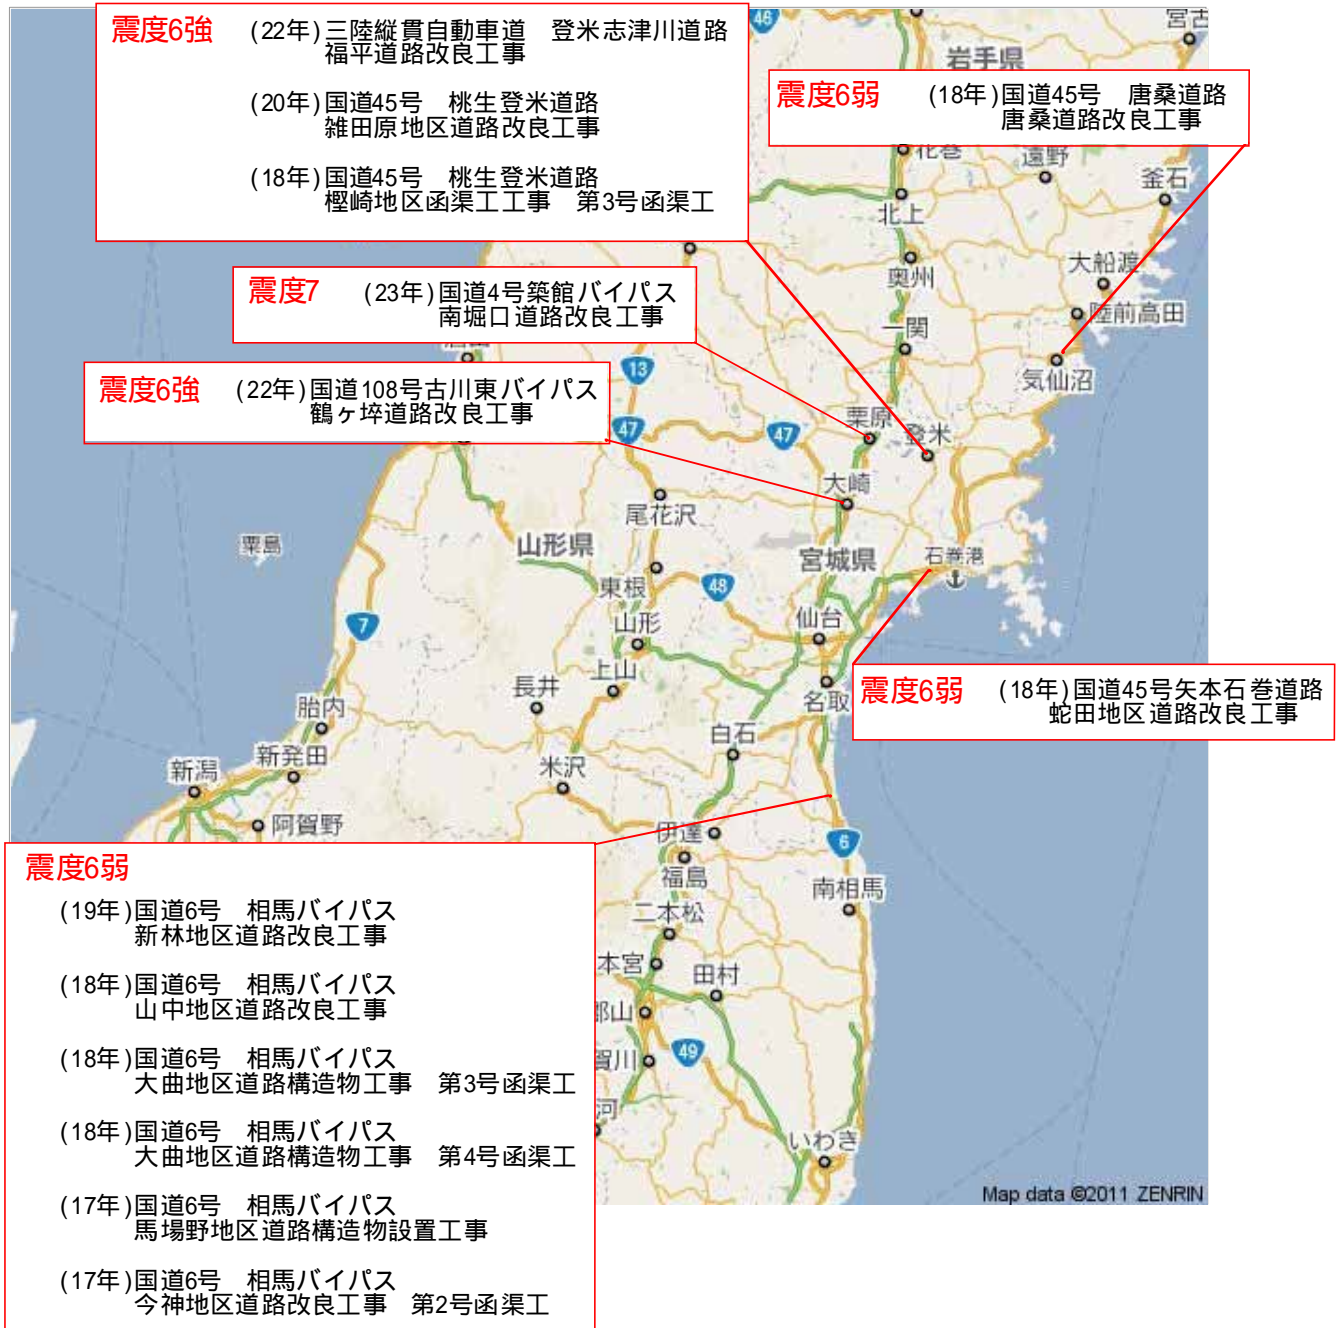 震度6強 (22年)三陸縦貫自動車道 登米志津川道路
福平道路改良工事
(20年)国道45号 桃生登米道路
雑田原地区道路改良工事
(18年)国道45号 桃生登米道路
樫崎地区函渠工工事 第3号函渠工
46
宮古
岩手県
震度6弱 (18年)国道45号 唐桑道路
唐桑道路改良工事
花巻
遠野
釜石
北上
大船渡
奥州
陸前高田
震度7 (23年)国道4号築館バイパス
南堀口道路改良工事
一関
気仙沼
13
震度6強 (22年)国道108号古川東バイパス
鶴ヶ埣道路改良工事
47
47
栗原
登米
大崎
尾花沢
粟島
山形県
宮城県
石巻港
東根
48
7
山形
仙台
上山
長井
名取
震度6弱 (18年)国道45号矢本石巻道路
蛇田地区道路改良工事
胎内
白石
新発田
新潟
米沢
阿賀野
伊達
6
福島
南相馬
二本松
本宮
田村
郡山
49
賀川
河
いわき
震度6弱
(19年)国道6号 相馬バイパス
新林地区道路改良工事
(18年)国道6号 相馬バイパス
山中地区道路改良工事
(18年)国道6号 相馬バイパス
大曲地区道路構造物工事 第3号函渠工
(18年)国道6号 相馬バイパス
大曲地区道路構造物工事 第4号函渠工
(17年)国道6号 相馬バイパス
馬場野地区道路構造物設置工事
(17年)国道6号 相馬バイパス
今神地区道路改良工事 第2号函渠工
Map data ©2011 ZENRIN